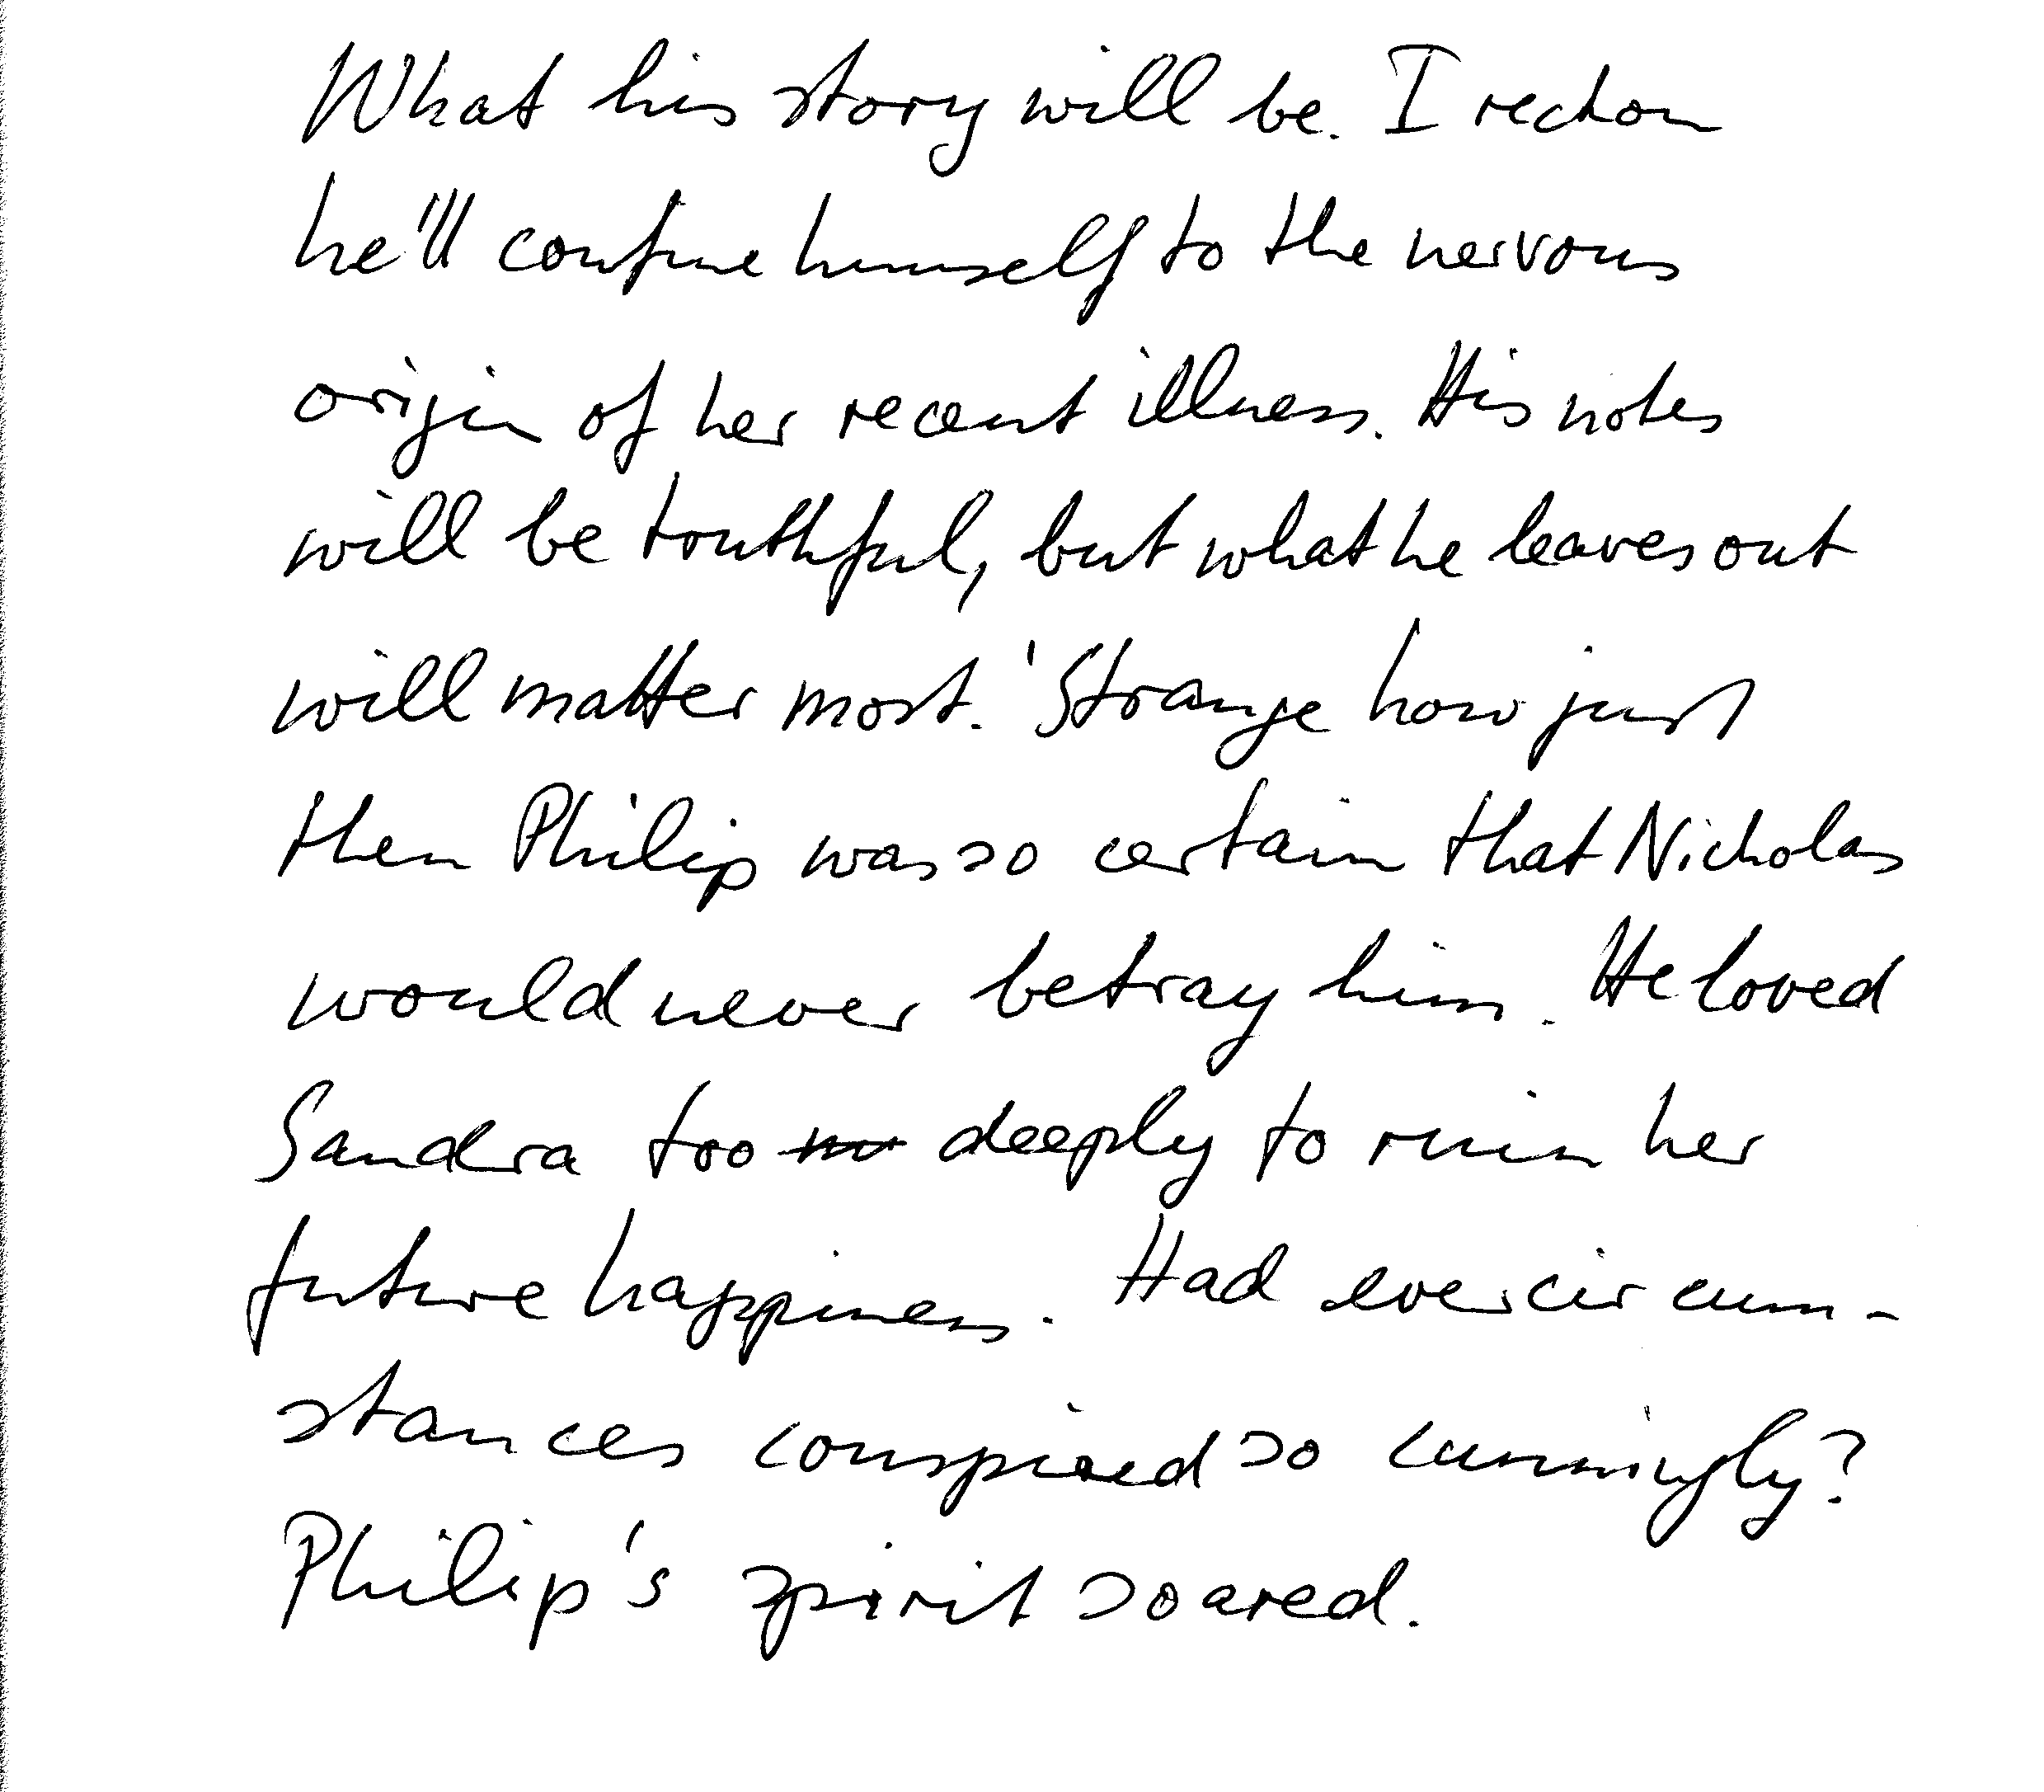 What his story will be. I reckon
he'll confine himself to the nervous
origin of her recent illness. His notes
will be truthful, but what he leaves out
will matter most.' Strange how just
then Philip was so certain that Nicholas
would never betray him. He loved
Sandra too deeply to ruin her
future happiness. Had ever circum-
stances conspired so cunningly?
Philip's spirit soared.